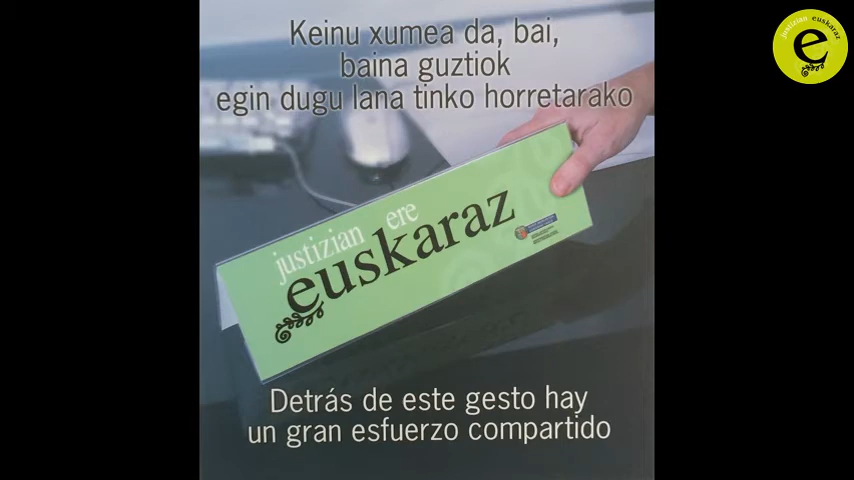 Keinu xumea da, bai,
baina guztiok
egin dugu lana tinko horretarako
justizian ere
euskaraz
Detrás de este gesto hay
un gran esfuerzo compartido
justizian euskaraz
e